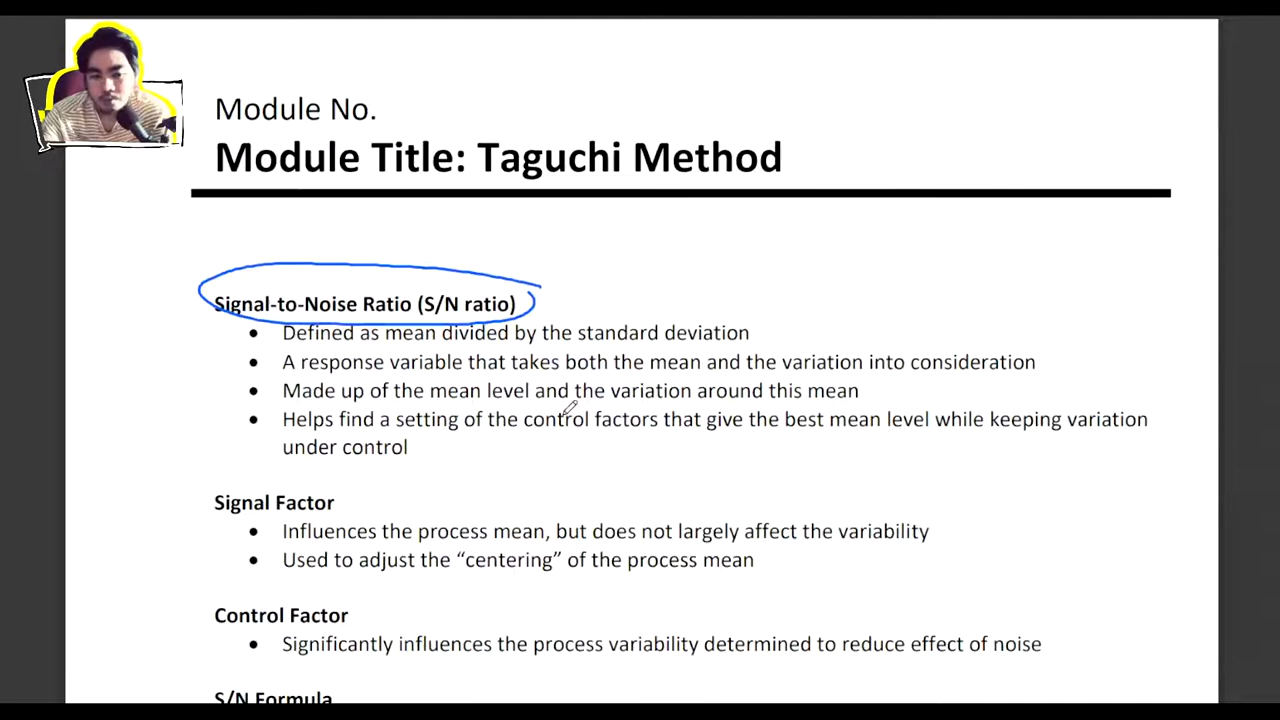 Module No.
Module Title: Taguchi Method
Signal-to-Noise Ratio (S/N ratio)
• Defined as mean divided by the standard deviation
• A response variable that takes both the mean and the variation into consideration
• Made up of the mean level and the variation around this mean
• Helps find a setting of the control factors that give the best mean level while keeping variation
under control
Signal Factor
• Influences the process mean, but does not largely affect the variability
• Used to adjust the “centering” of the process mean
Control Factor
• Significantly influences the process variability determined to reduce effect of noise
S/N Formula